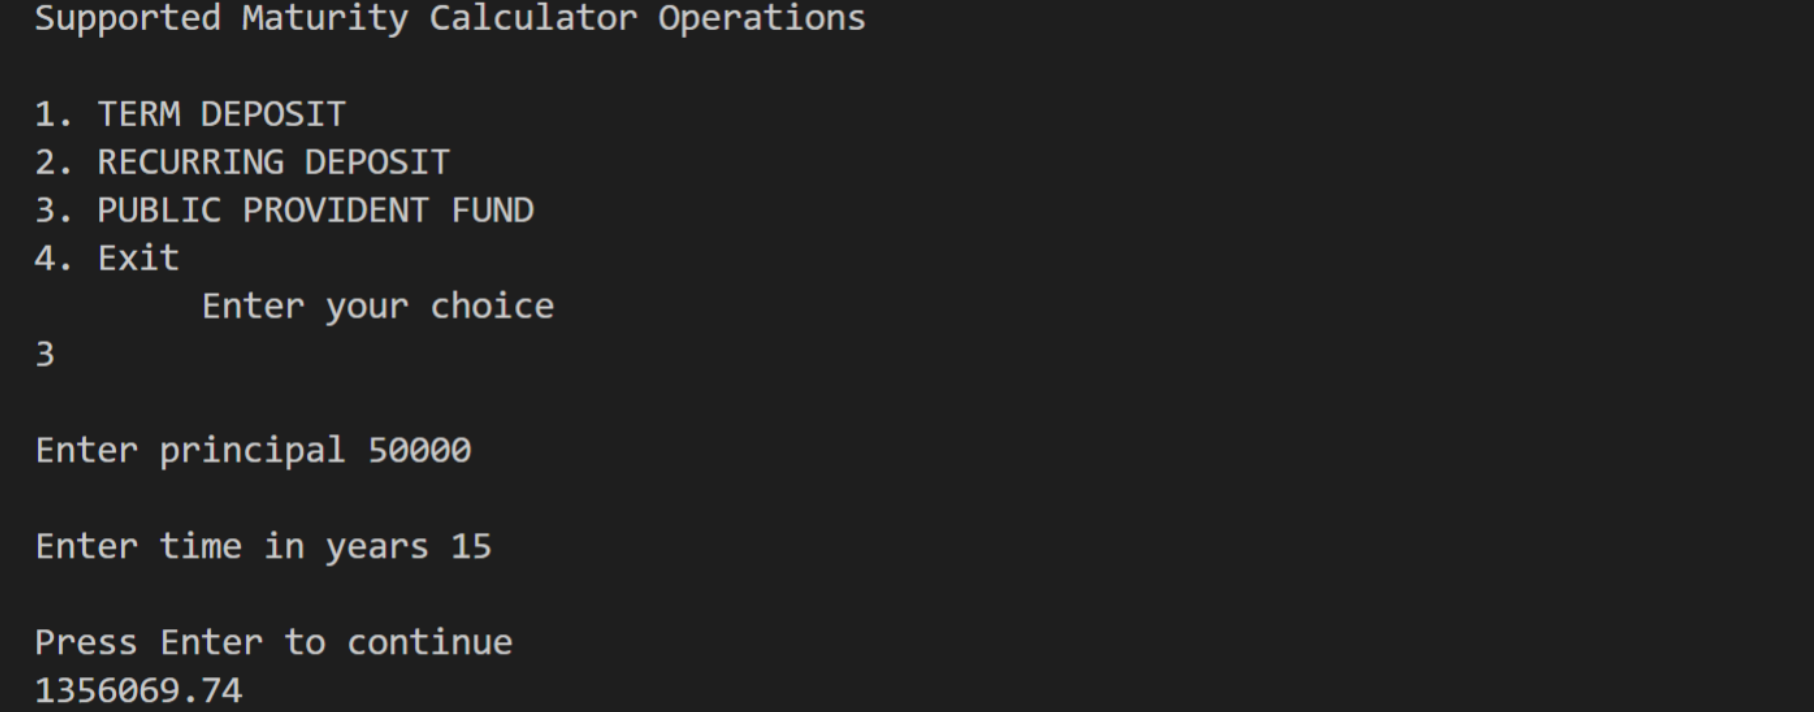 Supported Maturity Calculator Operations
1. TERM DEPOSIT
2. RECURRING DEPOSIT
3. PUBLIC PROVIDENT FUND
4. Exit
Enter your choice
3
Enter principal 50000
Enter time in years 15
Press Enter to continue
1356069.74